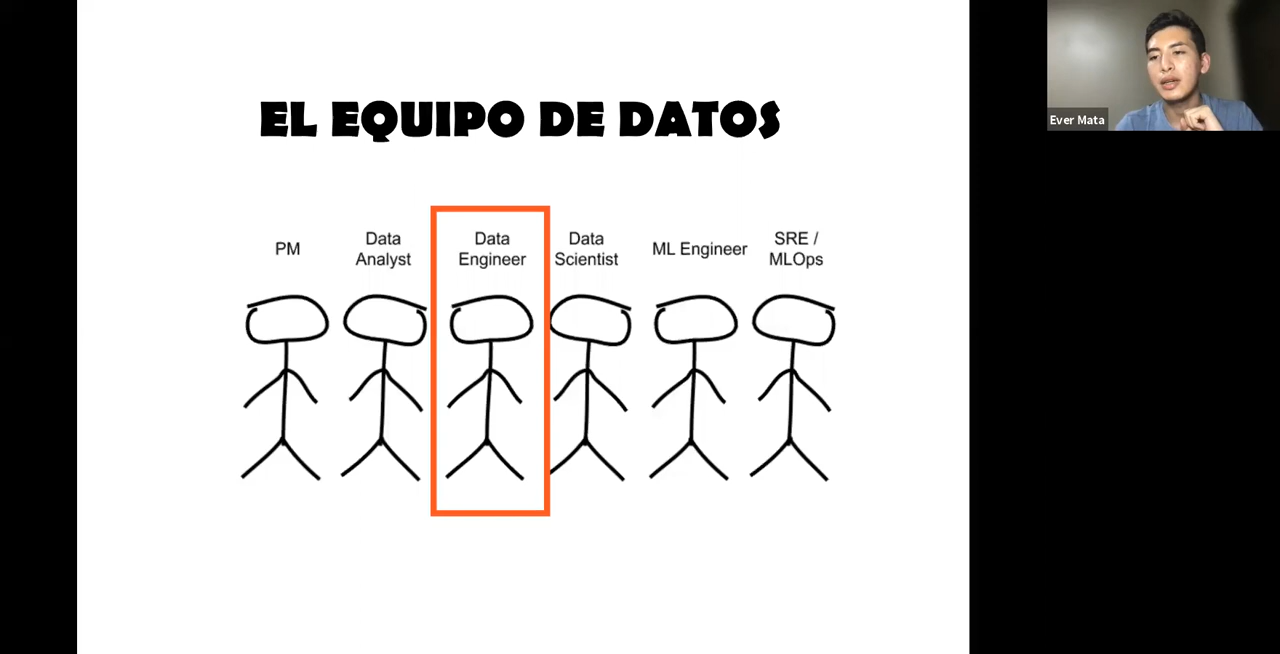 EL EQUIPO DE DATOS
PM
Data
Analyst
Data
Engineer
Data
Scientist
ML Engineer
SRE /
MLOps
Ever Mata